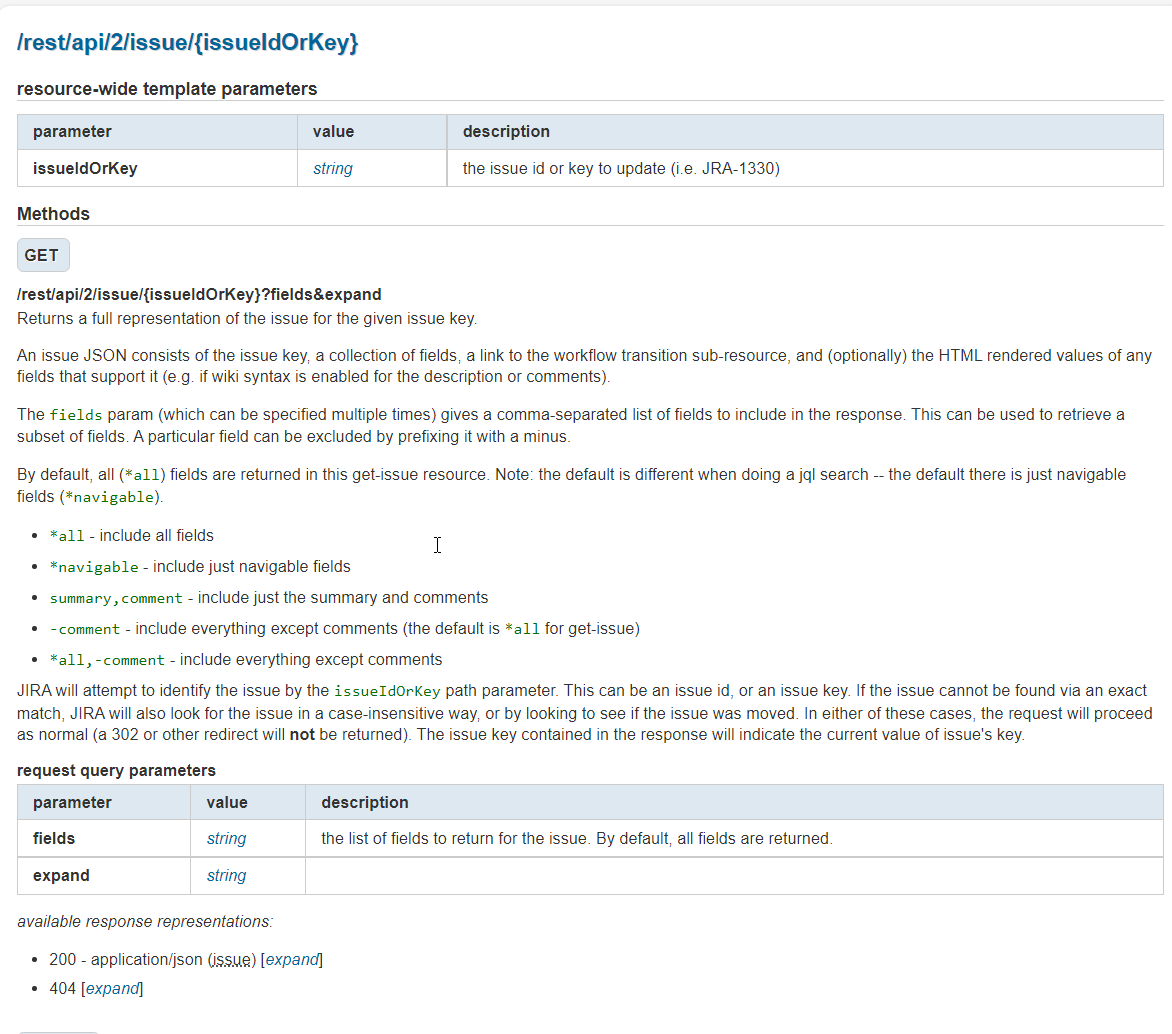 /rest/api/2/issue/{issueIdOrKey}
resource-wide template parameters
parameter value description
issueIdOrKey string the issue id or key to update (i.e. JRA-1330)
Methods
GET
/rest/api/2/issue/{issueIdOrKey}?fields&expand
Returns a full representation of the issue for the given issue key.
An issue JSON consists of the issue key, a collection of fields, a link to the workflow transition sub-resource, and (optionally) the HTML rendered values of any
fields that support it (e.g. if wiki syntax is enabled for the description or comments).
The fields param (which can be specified multiple times) gives a comma-separated list of fields to include in the response. This can be used to retrieve a
subset of fields. A particular field can be excluded by prefixing it with a minus.
By default, all (*all) fields are returned in this get-issue resource. Note: the default is different when doing a jql search -- the default there is just navigable
fields (*navigable).
• *all - include all fields
• *navigable - include just navigable fields
• summary,comment - include just the summary and comments
• -comment - include everything except comments (the default is *all for get-issue)
• *all,-comment - include everything except comments
JIRA will attempt to identify the issue by the issueIdOrKey path parameter. This can be an issue id, or an issue key. If the issue cannot be found via an exact
match, JIRA will also look for the issue in a case-insensitive way, or by looking to see if the issue was moved. In either of these cases, the request will proceed
as normal (a 302 or other redirect will not be returned). The issue key contained in the response will indicate the current value of issue's key.
request query parameters
parameter value description
fields string the list of fields to return for the issue. By default, all fields are returned.
expand string
available response representations:
• 200 - application/json (issue) [expand]
• 404 [expand]